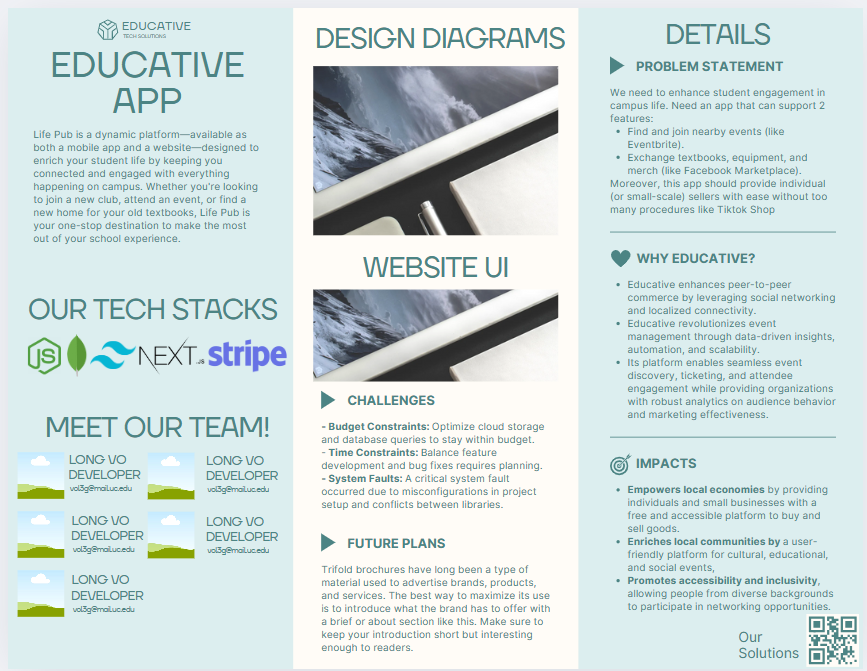 EDUCATIVE
TECH SOLUTIONS
EDUCATIVE
APP
Life Pub is a dynamic platform—available as
both a mobile app and a website—designed to
enrich your student life by keeping you
connected and engaged with everything
happening on campus. Whether you're looking
to join a new club, attend an event, or find a
new home for your old textbooks, Life Pub is
your one-stop destination to make the most
out of your school experience.
OUR TECH STACKS
JS
NEXT.JS
stripe
MEET OUR TEAM!
LONG VO
DEVELOPER
vol3g@mail.uc.edu
LONG VO
DEVELOPER
vol3g@mail.uc.edu
LONG VO
DEVELOPER
vol3g@mail.uc.edu
LONG VO
DEVELOPER
vol3g@mail.uc.edu
LONG VO
DEVELOPER
vol3g@mail.uc.edu
DESIGN DIAGRAMS
WEBSITE UI
CHALLENGES
- Budget Constraints: Optimize cloud storage
and database queries to stay within budget.
- Time Constraints: Balance feature
development and bug fixes requires planning.
- System Faults: A critical system fault
occurred due to misconfigurations in project
setup and conflicts between libraries.
FUTURE PLANS
Trifold brochures have long been a type of
material used to advertise brands, products,
and services. The best way to maximize its use
is to introduce what the brand has to offer with
a brief or about section like this. Make sure to
keep your introduction short but interesting
enough to readers.
DETAILS
PROBLEM STATEMENT
We need to enhance student engagement in
campus life. Need an app that can support 2
features:
• Find and join nearby events (like
Eventbrite).
• Exchange textbooks, equipment, and
merch (like Facebook Marketplace).
Moreover, this app should provide individual
(or small-scale) sellers with ease without too
many procedures like Tiktok Shop
WHY EDUCATIVE?
• Educative enhances peer-to-peer
commerce by leveraging social networking
and localized connectivity.
• Educative revolutionizes event
management through data-driven insights,
automation, and scalability.
• Its platform enables seamless event
discovery, ticketing, and attendee
engagement while providing organizations
with robust analytics on audience behavior
and marketing effectiveness.
IMPACTS
• Empowers local economies by providing
individuals and small businesses with a
free and accessible platform to buy and
sell goods.
• Enriches local communities by a user-
friendly platform for cultural, educational,
and social events,
• Promotes accessibility and inclusivity,
allowing people from diverse backgrounds
to participate in networking opportunities.
Our
Solutions